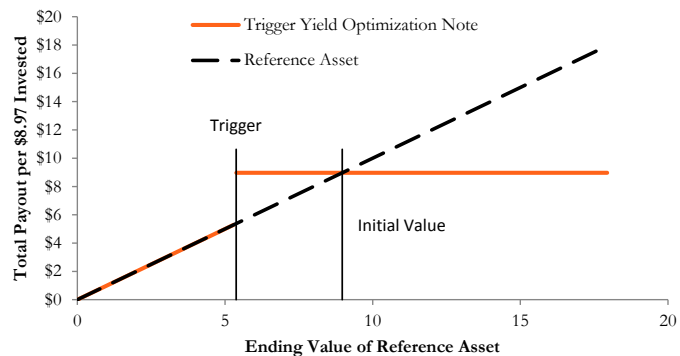 Total Payout per $8.97 Invested
$20
$18
$16
$14
$12
$10
$8
$6
$4
$2
$0
Trigger Yield Optimization Note
Reference Asset
Trigger
Initial Value
0
5
10
15
20
Ending Value of Reference Asset